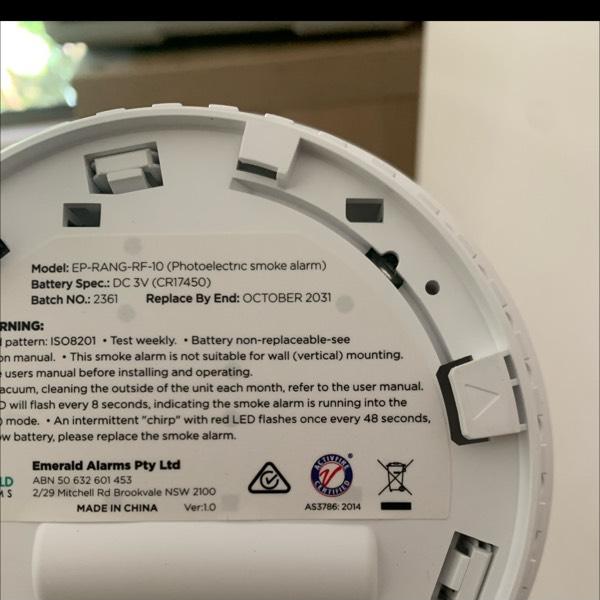 Model: EP-RANG-RF-10 (Photoelectric smoke alarm)
Battery Spec.: DC 3V (CR17450)
Batch NO.: 2361 Replace By End: OCTOBER 2031
RNING:
pattern: ISO8201 • Test weekly. • Battery non-replaceable-see
on manual. • This smoke alarm is not suitable for wall (vertical) mounting.
users manual before installing and operating.
acuum, cleaning the outside of the unit each month, refer to the user manual.
D will flash every 8 seconds, indicating the smoke alarm is running into the
) mode. • An intermittent "chirp" with red LED flashes once every 48 seconds,
w battery, please replace the smoke alarm.
Emerald Alarms Pty Ltd
LD
ABN 50 632 601 453
MS
2/29 Mitchell Rd Brookvale NSW 2100
MADE IN CHINA Ver:1.0
ACTIVFIRE
CERTIFIED
AS3786: 2014